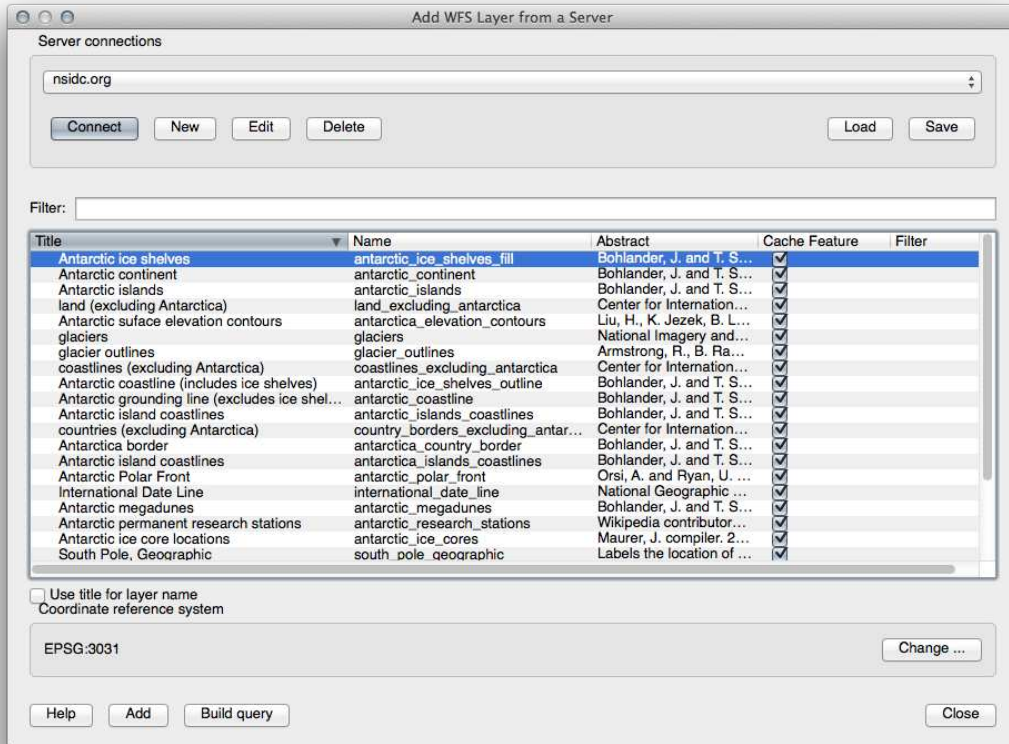 Add WFS Layer from a Server
Server connections
nsidc.org
Connect New Edit Delete Load Save
Filter:
Title Name Abstract Cache Feature Filter
Antarctic ice shelves antarctic_ice_shelves_fill Bohlander, J. and T. S...
Antarctic continent antarctic_continent Bohlander, J. and T. S...
Antarctic islands antarctic_islands Bohlander, J. and T. S...
land (excluding Antarctica) land_excluding_antarctica Center for Internation...
Antarctic suface elevation contours antarctica_elevation_contours Liu, H., K. Jezek, B. L...
glaciers glaciers National Imagery and...
glacier outlines glacier_outlines Armstrong, R., B. Ra...
coastlines (excluding Antarctica) coastlines_excluding_antarctica Center for Internation...
Antarctic coastline (includes ice shelves) antarctic_ice_shelves_outline Bohlander, J. and T. S...
Antarctic grounding line (excludes ice shel... antarctic_coastline Bohlander, J. and T. S...
Antarctic island coastlines antarctic_islands_coastlines Bohlander, J. and T. S...
countries (excluding Antarctica) country_borders_excluding_antar... Center for Internation...
Antarctica border antarctica_country_border Bohlander, J. and T. S...
Antarctic island coastlines antarctica_islands_coastlines Bohlander, J. and T. S...
Antarctic Polar Front antarctic_polar_front Orsi, A. and Ryan, U. ...
International Date Line international_date_line National Geographic ...
Antarctic megadunes antarctic_megadunes Bohlander, J. and T. S...
Antarctic permanent research stations antarctic_research_stations Wikipedia contributor...
Antarctic ice core locations antarctic_ice_cores Maurer, J. compiler. 2...
South Pole, Geographic south_pole_geographic Labels the location of ...
Use title for layer name
Coordinate reference system
EPSG:3031 Change ...
Help Add Build query Close